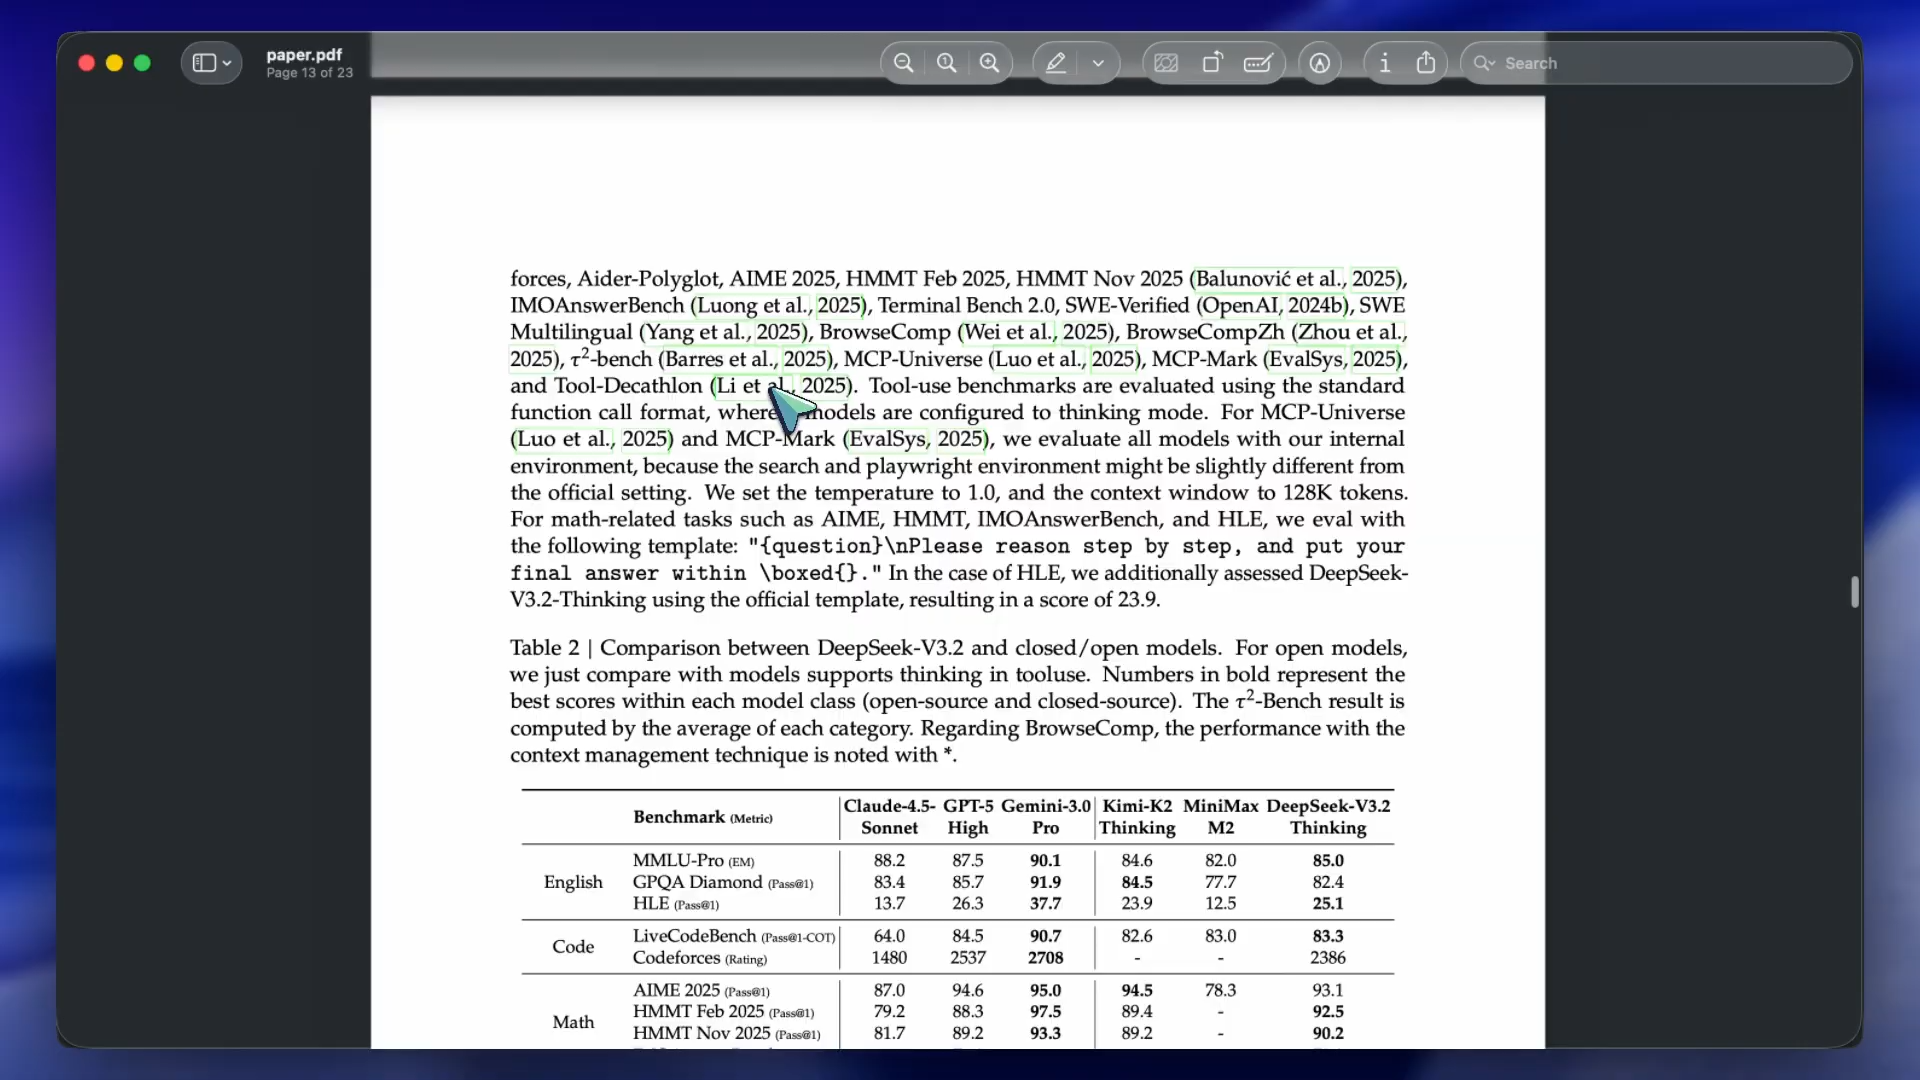 paper.pdf
Page 13 of 23
Search
forces, Aider-Polyglot, AIME 2025, HMMT Feb 2025, HMMT Nov 2025 (Balunović et al., 2025),
IMOAnswerBench (Luong et al., 2025), Terminal Bench 2.0, SWE-Verified (OpenAI, 2024b), SWE
Multilingual (Yang et al., 2025), BrowseComp (Wei et al., 2025), BrowseCompZh (Zhou et al.,
2025), τ²-bench (Barres et al., 2025), MCP-Universe (Luo et al., 2025), MCP-Mark (EvalSys, 2025),
and Tool-Decathlon (Li et al., 2025). Tool-use benchmarks are evaluated using the standard
function call format, where models are configured to thinking mode. For MCP-Universe
(Luo et al., 2025) and MCP-Mark (EvalSys, 2025), we evaluate all models with our internal
environment, because the search and playwright environment might be slightly different from
the official setting. We set the temperature to 1.0, and the context window to 128K tokens.
For math-related tasks such as AIME, HMMT, IMOAnswerBench, and HLE, we eval with
the following template: "{question}\nPlease reason step by step, and put your
final answer within \boxed{}." In the case of HLE, we additionally assessed DeepSeek-
V3.2-Thinking using the official template, resulting in a score of 23.9.
Table 2 | Comparison between DeepSeek-V3.2 and closed/open models. For open models,
we just compare with models supports thinking in tooluse. Numbers in bold represent the
best scores within each model class (open-source and closed-source). The τ²-Bench result is
computed by the average of each category. Regarding BrowseComp, the performance with the
context management technique is noted with *.
Benchmark (Metric) Claude-4.5-Sonnet GPT-5 High Gemini-3.0 Pro Kimi-K2 Thinking MiniMax M2 DeepSeek-V3.2 Thinking
English
MMLU-Pro (EM) 88.2 87.5 90.1 84.6 82.0 85.0
GPQA Diamond (Pass@1) 83.4 85.7 91.9 84.5 77.7 82.4
HLE (Pass@1) 13.7 26.3 37.7 23.9 12.5 25.1
Code
LiveCodeBench (Pass@1-COT) 64.0 84.5 90.7 82.6 83.0 83.3
Codeforces (Rating) 1480 2537 2708 - - 2386
Math
AIME 2025 (Pass@1) 87.0 94.6 95.0 94.5 78.3 93.1
HMMT Feb 2025 (Pass@1) 79.2 88.3 97.5 89.4 - 92.5
HMMT Nov 2025 (Pass@1) 81.7 89.2 93.3 89.2 - 90.2